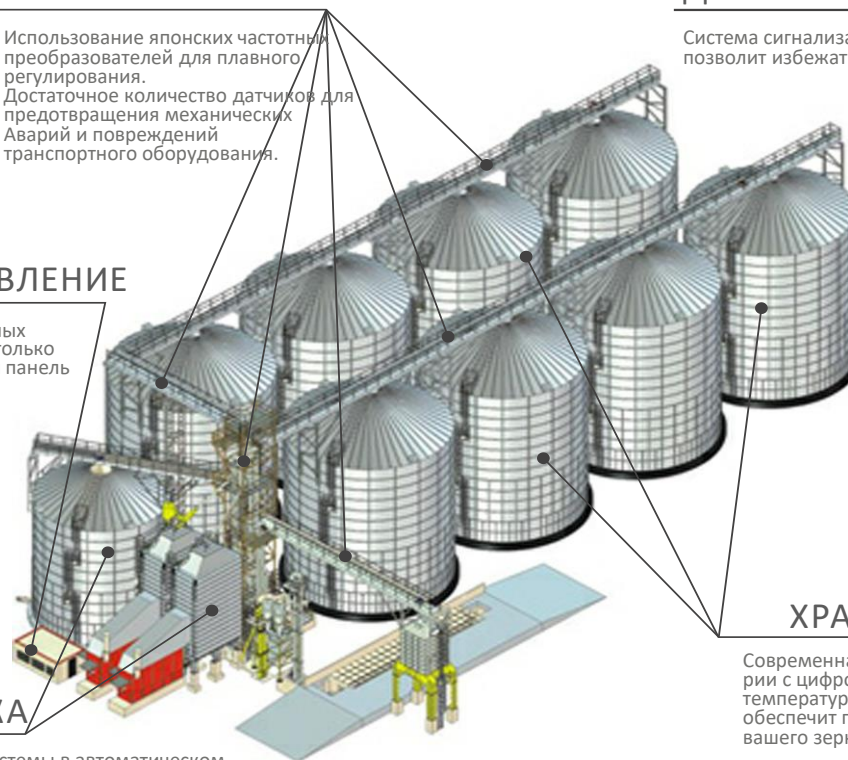 Использование японских частотных
преобразователей для плавного
регулирования.
Достаточное количество датчиков для
предотвращения механических
Аварий и повреждений
транспортного оборудования.
Система сигнализа
позволит избежат
ВЛЕНИЕ
ных
только
панель
ХРА
Современна
рии с цифро
температур
обеспечит п
вашего зерн
КА
стемы в автоматическом